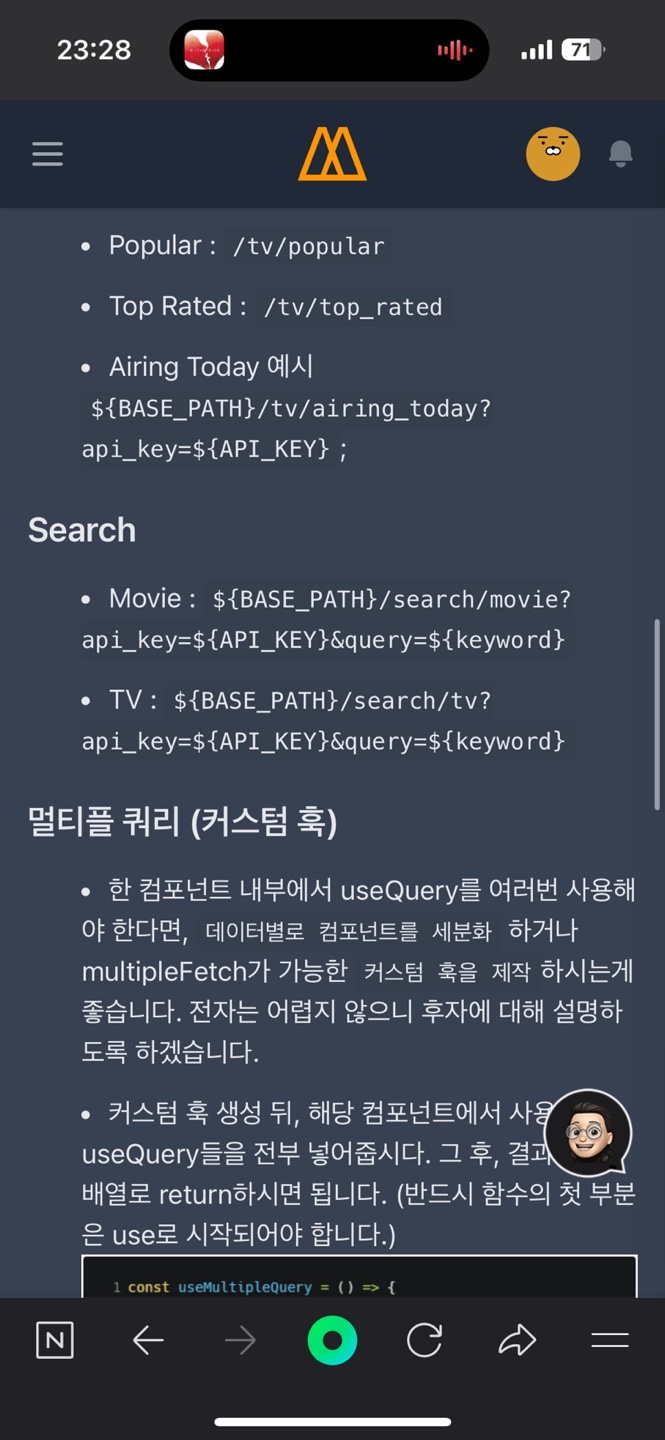 23:28
71
Popular : /tv/popular
Top Rated : /tv/top_rated
Airing Today 예시
${BASE_PATH}/tv/airing_today?
api_key=${API_KEY} ;
Search
Movie : ${BASE_PATH}/search/movie?
api_key=${API_KEY}&query=${keyword}
TV : ${BASE_PATH}/search/tv?
api_key=${API_KEY}&query=${keyword}
멀티플 쿼리 (커스텀 훅)
한 컴포넌트 내부에서 useQuery를 여러번 사용해
야 한다면, 데이터별로 컴포넌트를 세분화 하거나
multipleFetch가 가능한 커스텀 훅을 제작 하시는게
좋습니다. 전자는 어렵지 않으니 후자에 대해 설명하
도록 하겠습니다.
커스텀 훅 생성 뒤, 해당 컴포넌트에서 사용
useQuery들을 전부 넣어줍시다. 그 후, 결과
배열로 return하시면 됩니다. (반드시 함수의 첫 부분
은 use로 시작되어야 합니다.)
1 const useMultipleQuery = () => {
N